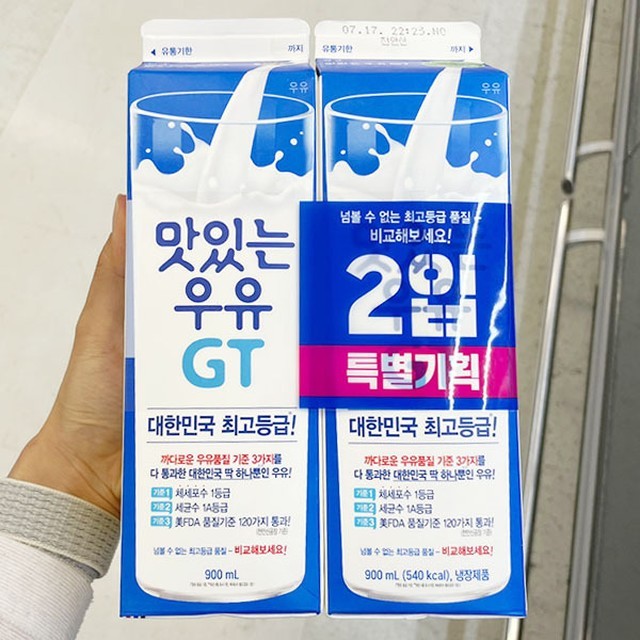 ◀ 유통기한 까지
07.17. 22:23.HC
◀ 유통기한 까지 ▶
우유
우유
맛있는
우유
GT
넘볼 수 없는 최고등급 품질 –
비교해보세요!
2입
특별기획
대한민국 최고등급!
까다로운 우유품질 기준 3가지를
다 통과한 대한민국 딱 하나뿐인 우유!
기준1 체세포수 1등급
기준2 세균수 1A등급
기준3 美FDA 품질기준 120가지 통과!
넘볼 수 없는 최고등급 품질 – 비교해보세요!
900 mL
대한민국 최고등급!
까다로운 우유품질 기준 3가지를
다 통과한 대한민국 딱 하나뿐인 우유!
기준1 체세포수 1등급
기준2 세균수 1A등급
기준3 美FDA 품질기준 120가지 통과!
넘볼 수 없는 최고등급 품질 – 비교해보세요!
900 mL (540 kcal), 냉장제품